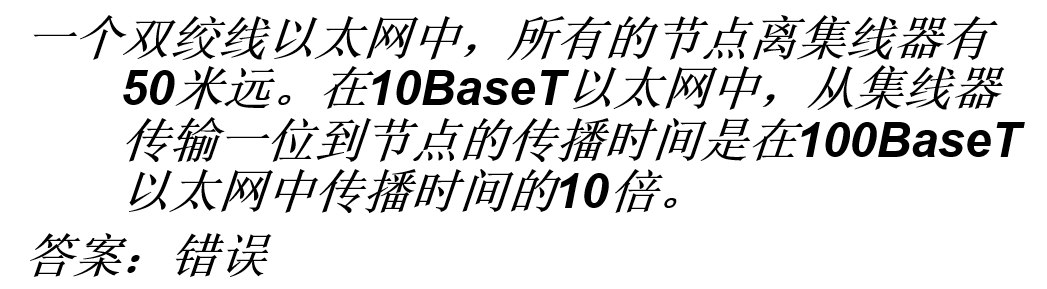 一个双绞线以太网中，所有的节点离集线器有
50米远。在10BaseT以太网中，从集线器
传输一位到节点的传播时间是在100BaseT
以太网中传播时间的10倍。
答案：错误